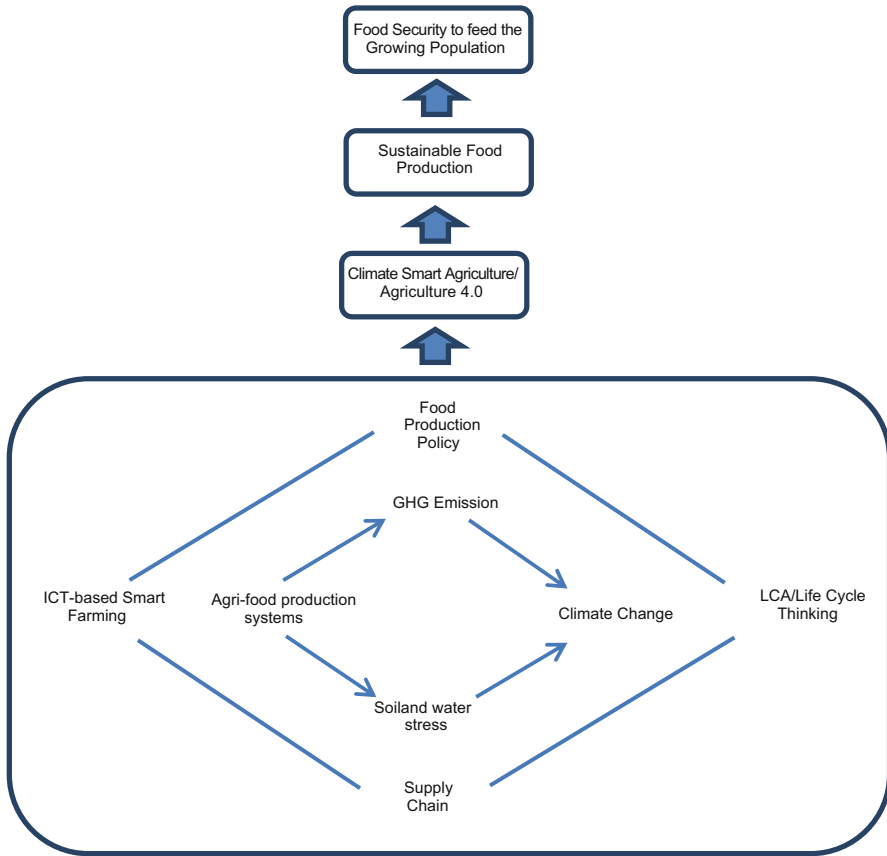 Food Security to feed the
Growing Population
Sustainable Food
Production
Climate Smart Agriculture/
Agriculture 4.0
Food
Production
Policy
GHG Emission
ICT-based Smart
Farming
Agri-food production
systems
Climate Change
LCA/Life Cycle
Thinking
Soiland water
stress
Supply
Chain